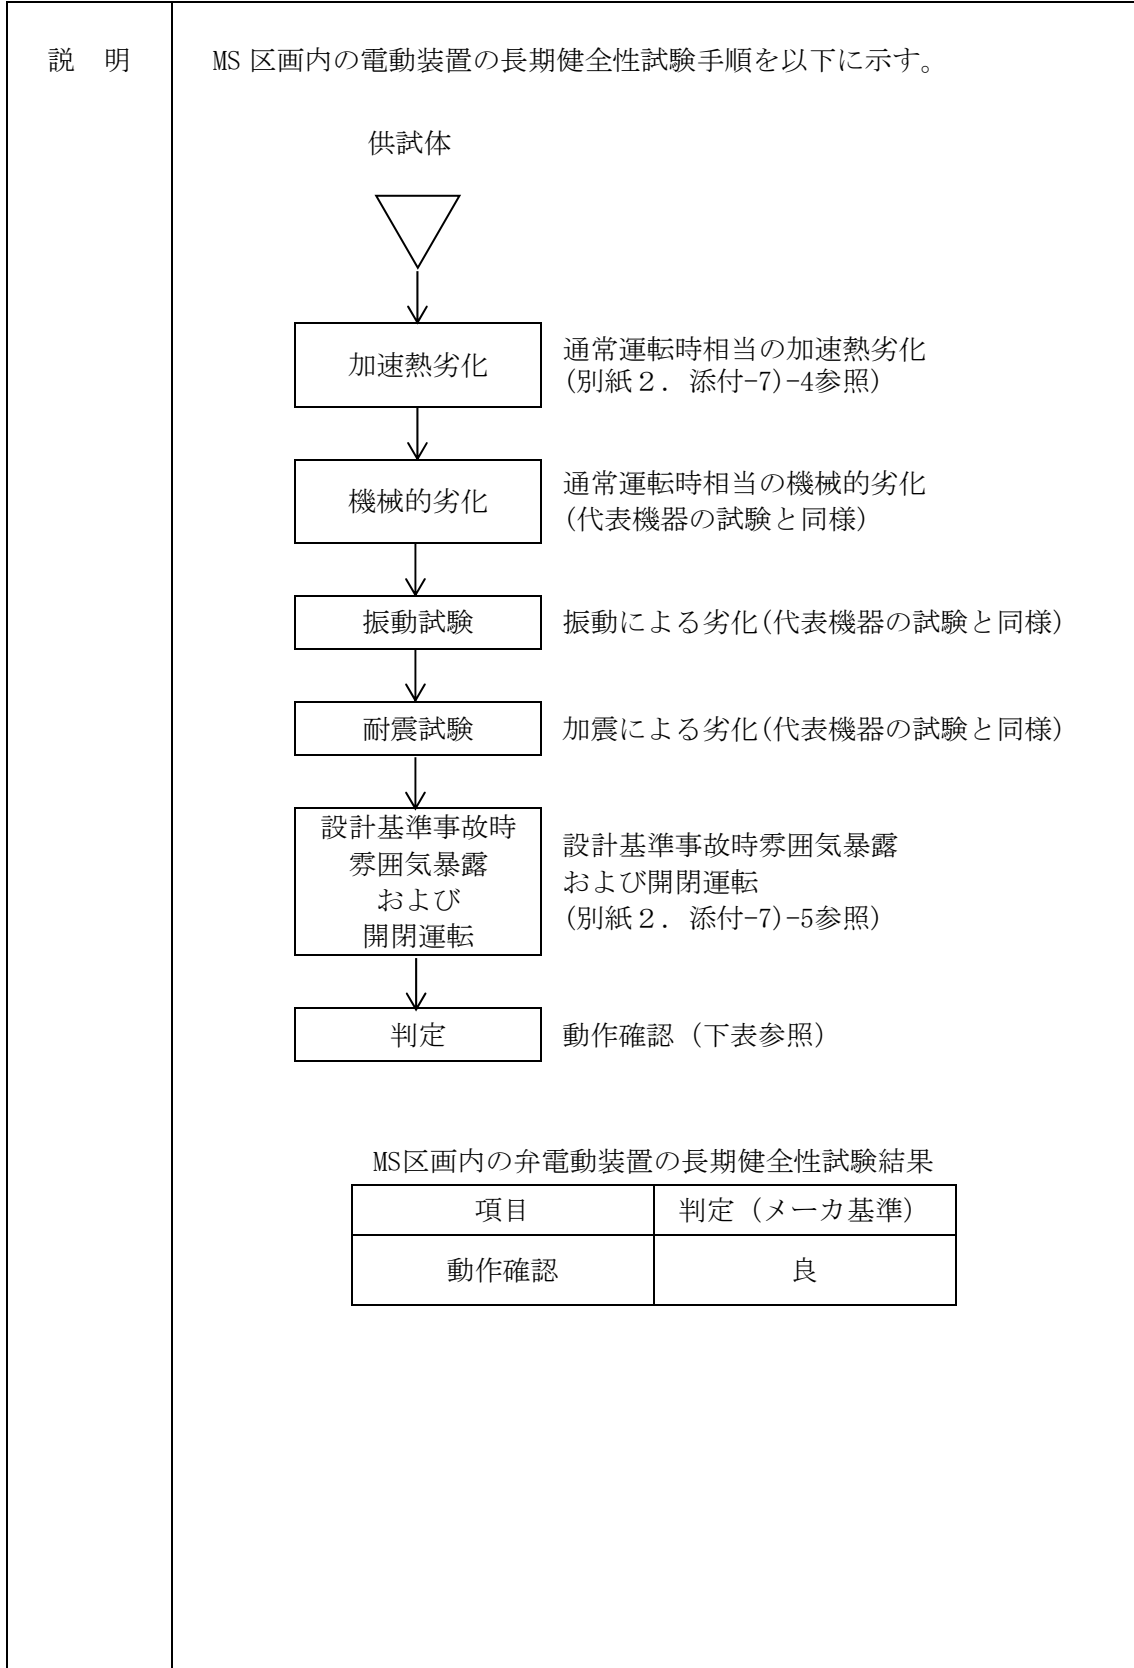 説　明
MS 区画内の電動装置の長期健全性試験手順を以下に示す。
供試体
加速熱劣化
通常運転時相当の加速熱劣化
(別紙２．添付-7)-4参照)
機械的劣化
通常運転時相当の機械的劣化
(代表機器の試験と同様)
振動試験
振動による劣化(代表機器の試験と同様)
耐震試験
加震による劣化(代表機器の試験と同様)
設計基準事故時
雰囲気暴露
および
開閉運転
設計基準事故時雰囲気暴露
および開閉運転
(別紙２．添付-7)-5参照)
判定
動作確認（下表参照）
MS区画内の弁電動装置の長期健全性試験結果
項目
判定（メーカ基準）
動作確認
良